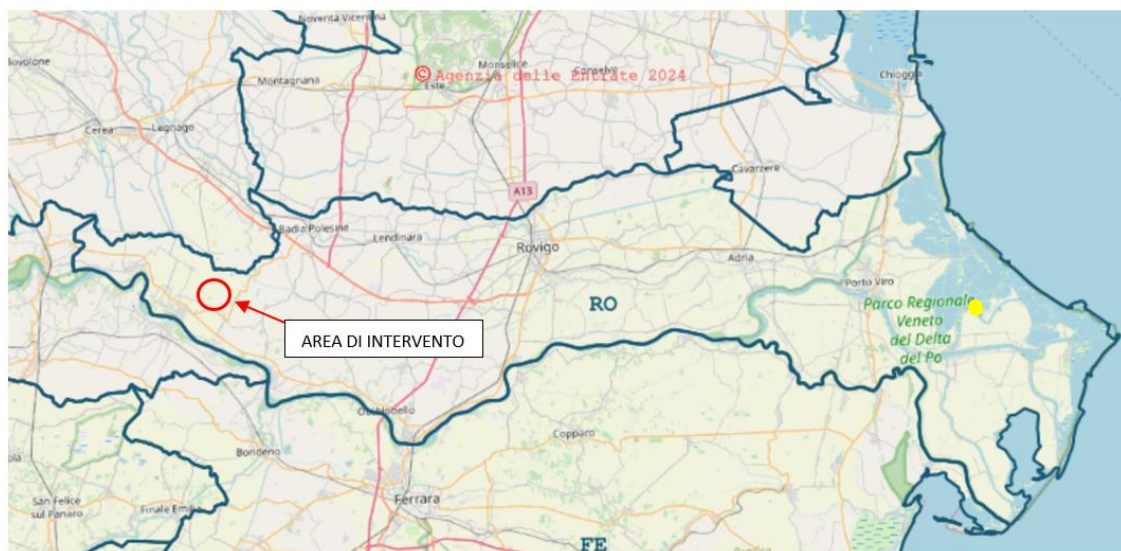 Noventa Vicentina
Bovolone
Montagnana
Monselice
Conselve
© Agenzia delle Entrate 2024
Este
Chioggia
Cerea
Legnago
Cavarzere
A13
Badia Polesine
Lendinara
Rovigo
Adria
Porto Viro
RO
Parco Regionale
Veneto
del Delta
del Po
AREA DI INTERVENTO
Occhiobello
Copparo
Bondeno
Ferrara
San Felice
sul Panaro
FE